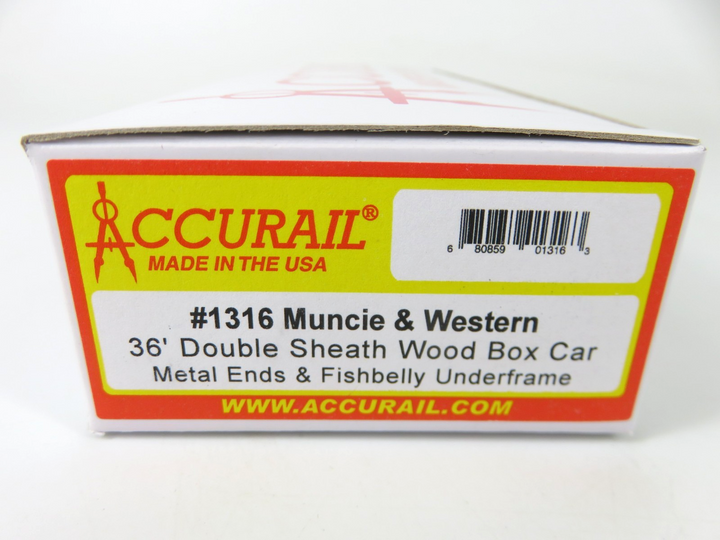 ACCURAIL®
MADE IN THE USA
6 80859 01316 3
#1316 Muncie & Western
36' Double Sheath Wood Box Car
Metal Ends & Fishbelly Underframe
WWW.ACCURAIL.COM